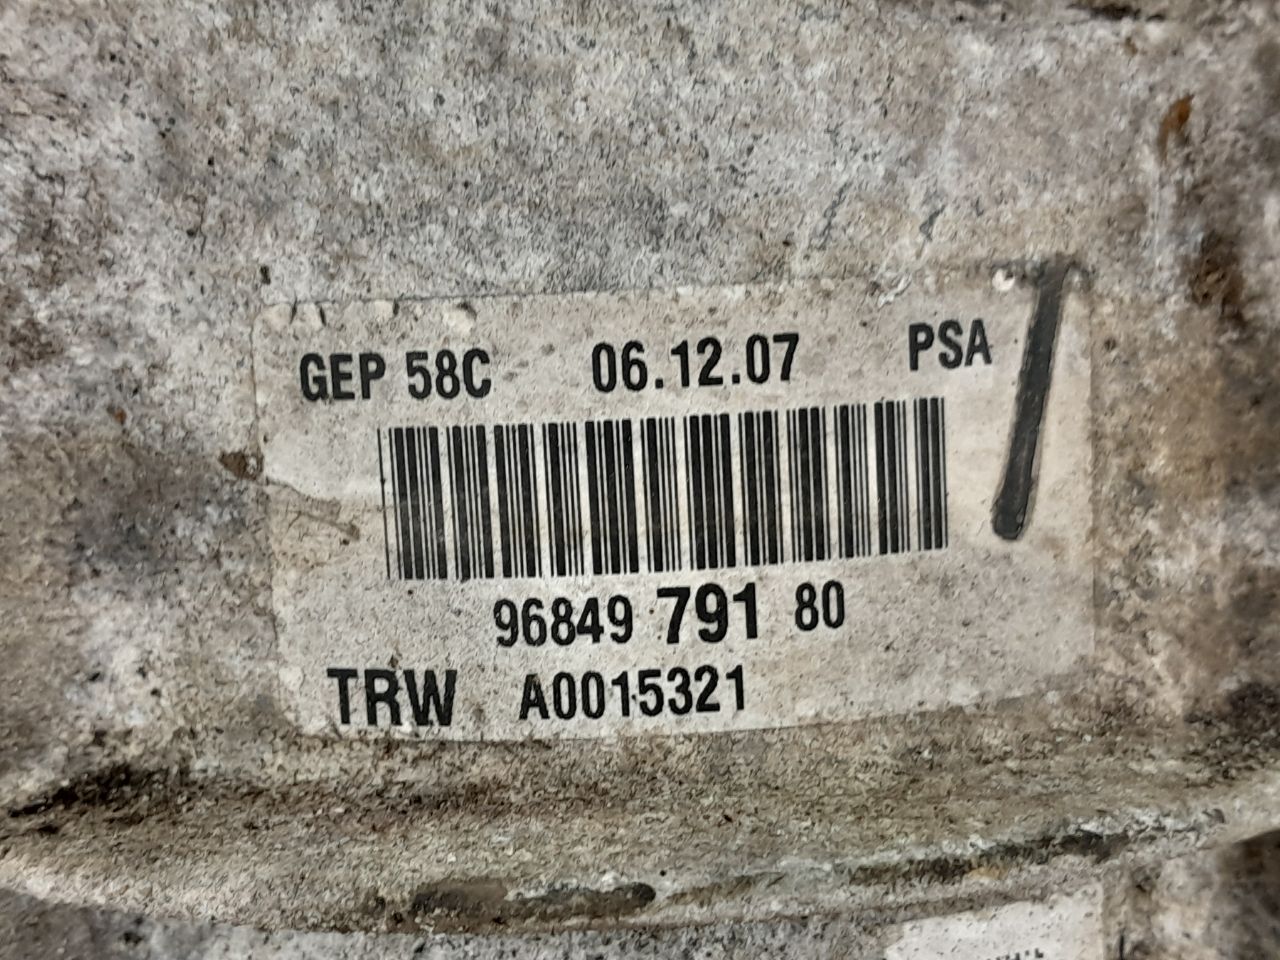 GEP 58C 06.12.07 PSA
96849 791 80
TRW A0015321